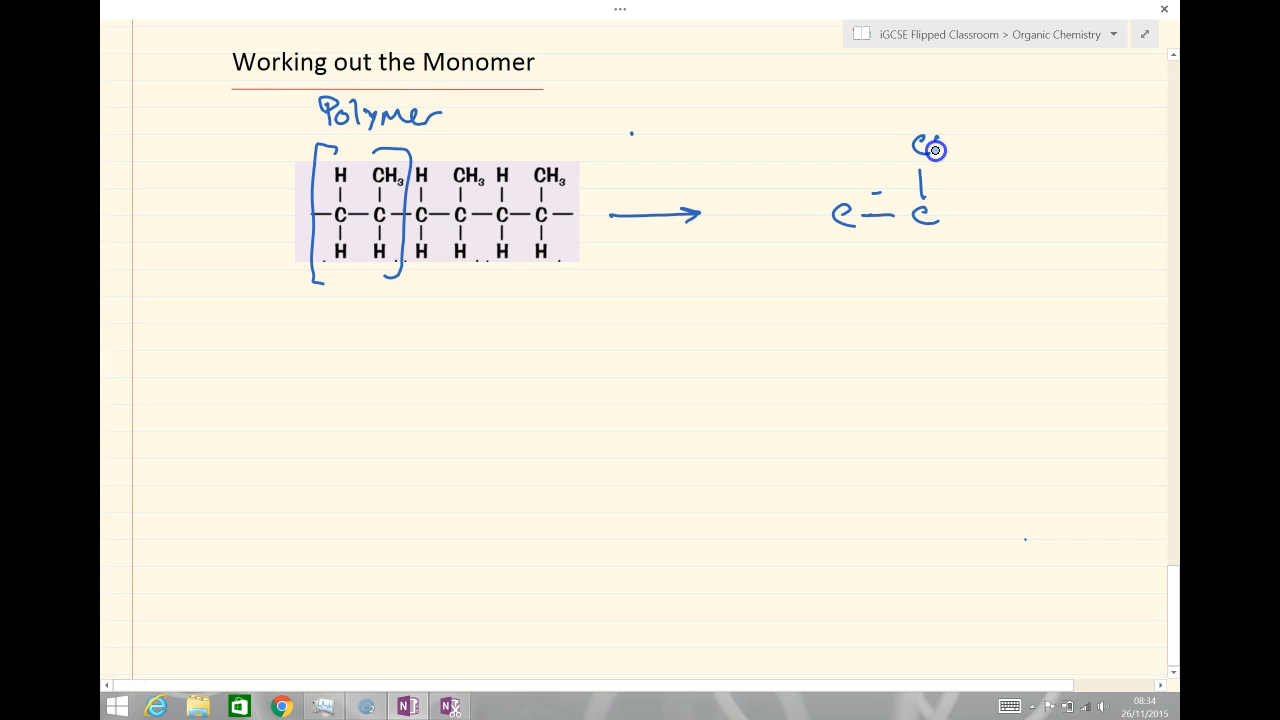 iGCSE Flipped Classroom > Organic Chemistry
Working out the Monomer
Polymer
H CH₃ H CH₃ H CH₃
C C C C C C
H H H H H H
C
C = C
08:34
26/11/2015